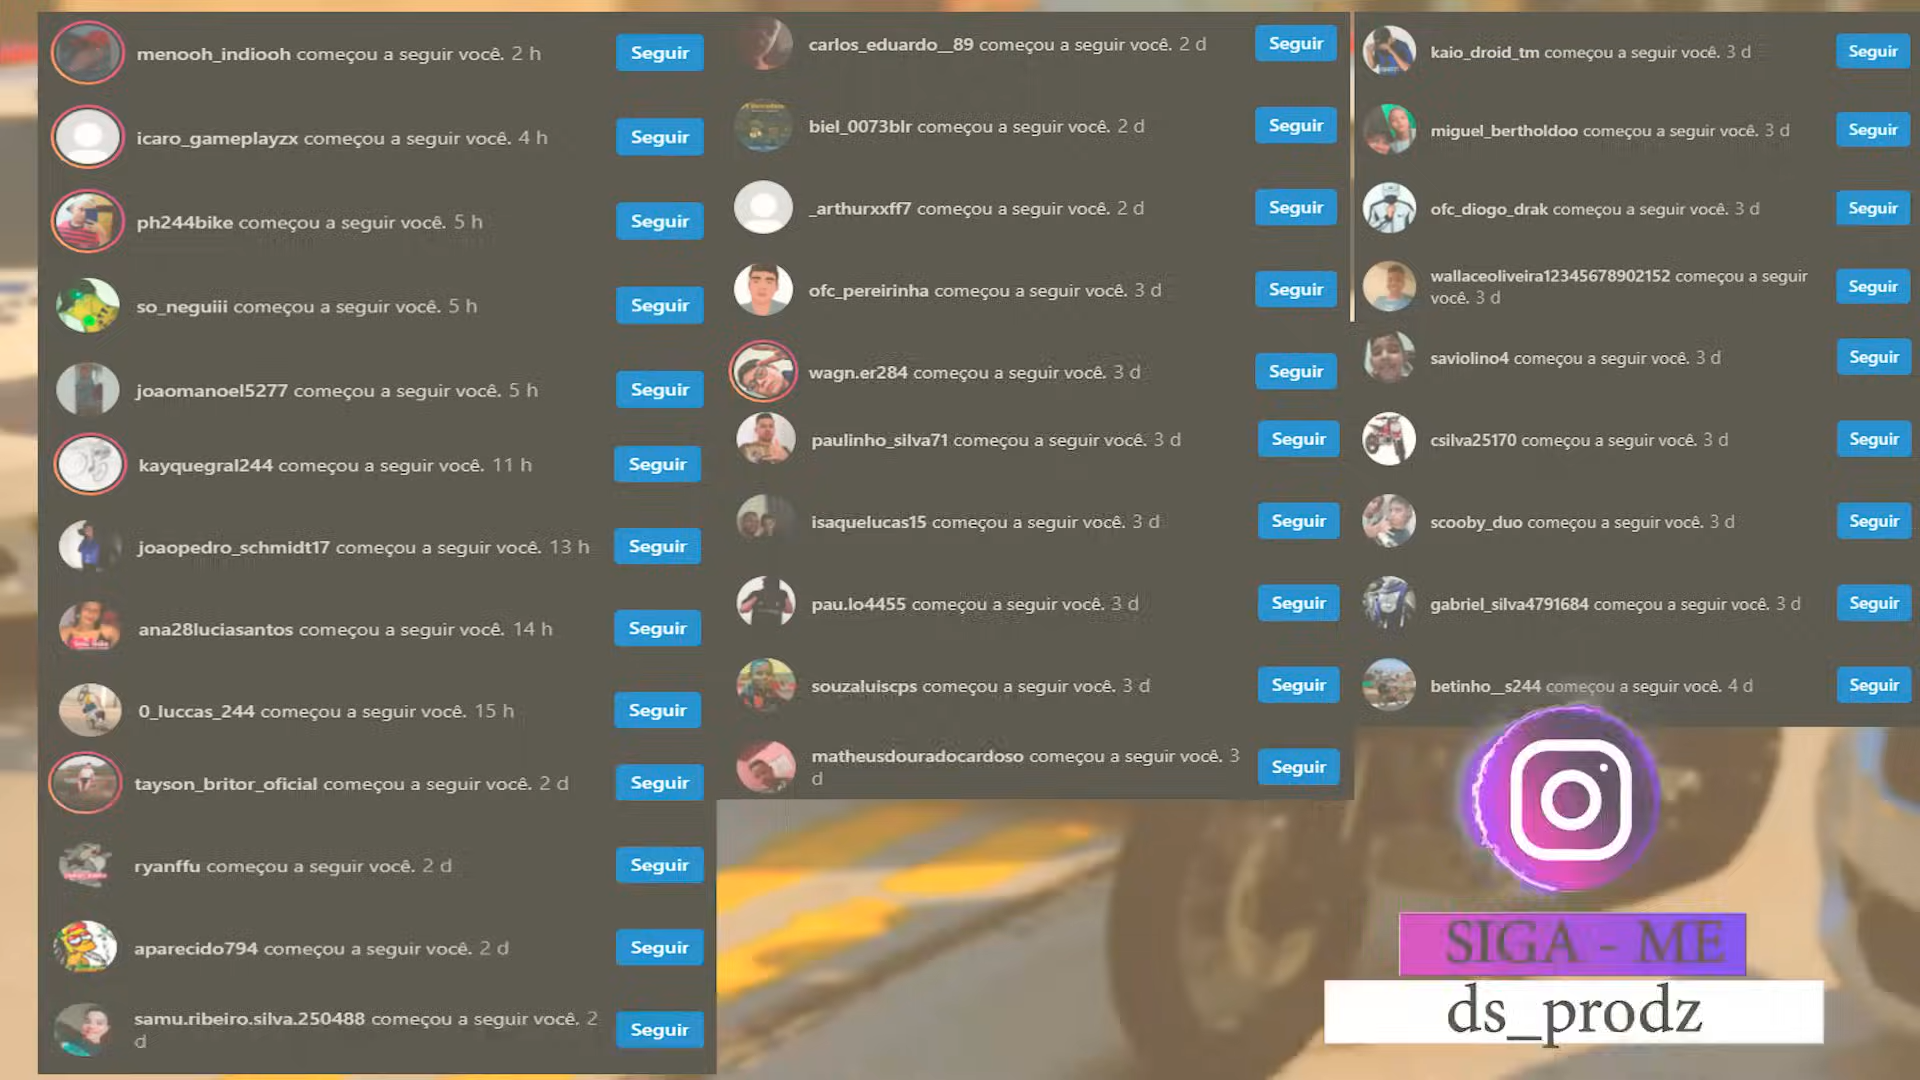 menooh_indiooh começou a seguir você. 2 h Seguir
icaro_gameplayzx começou a seguir você. 4 h Seguir
ph244bike começou a seguir você. 5 h Seguir
so_neguiii começou a seguir você. 5 h Seguir
joaomanoel5277 começou a seguir você. 5 h Seguir
kayquegral244 começou a seguir você. 11 h Seguir
joaopedro_schmidt17 começou a seguir você. 13 h Seguir
ana28luciasantos começou a seguir você. 14 h Seguir
0_luccas_244 começou a seguir você. 15 h Seguir
tayson_britor_oficial começou a seguir você. 2 d Seguir
ryanffu começou a seguir você. 2 d Seguir
aparecido794 começou a seguir você. 2 d Seguir
samu.ribeiro.silva.250488 começou a seguir você. 2
d
Seguir
carlos_eduardo__89 começou a seguir você. 2 d Seguir
biel_0073blr começou a seguir você. 2 d Seguir
_arthurxxff7 começou a seguir você. 2 d Seguir
ofc_pereirinha começou a seguir você. 3 d Seguir
wagn.er284 começou a seguir você. 3 d Seguir
paulinho_silva71 começou a seguir você. 3 d Seguir
isaquelucas15 começou a seguir você. 3 d Seguir
pau.lo4455 começou a seguir você. 3 d Seguir
souzaluiscps começou a seguir você. 3 d Seguir
matheusdouradocardoso começou a seguir você. 3
d
Seguir
kaio_droid_tm começou a seguir você. 3 d Seguir
miguel_bertholdoo começou a seguir você. 3 d Seguir
ofc_diogo_drak começou a seguir você. 3 d Seguir
wallaceoliveira12345678902152 começou a seguir
você. 3 d
Seguir
saviolino4 começou a seguir você. 3 d Seguir
csilva25170 começou a seguir você. 3 d Seguir
scooby_duo começou a seguir você. 3 d Seguir
gabriel_silva4791684 começou a seguir você. 3 d Seguir
betinho__s244 começou a seguir você. 4 d Seguir
SIGA - ME
ds_prodz